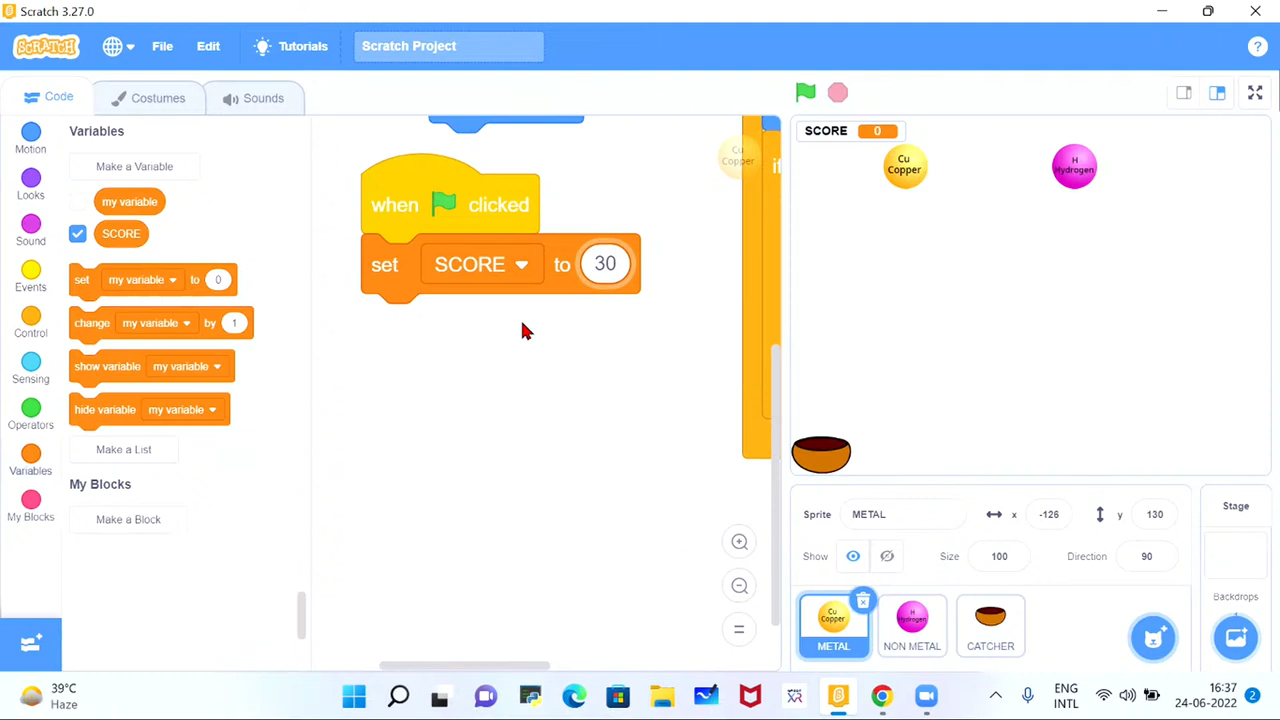 Scratch 3.27.0
SCRATCH
File
Edit
Tutorials
Scratch Project
?
Code
Costumes
Sounds
Motion
Looks
Sound
Events
Control
Sensing
Operators
Variables
My Blocks
Variables
Make a Variable
my variable
SCORE
set my variable to 0
change my variable by 1
show variable my variable
hide variable my variable
Make a List
My Blocks
Make a Block
when clicked
set SCORE to 30
Cu
Copper
SCORE 0
Cu
Copper
H
Hydrogen
Sprite METAL x -126 y 130
Show Size 100 Direction 90
Cu
Copper
METAL
H
Hydrogen
NON METAL
CATCHER
Stage
Backdrops
39°C
Haze
ENG
INTL
16:37
24-06-2022
2